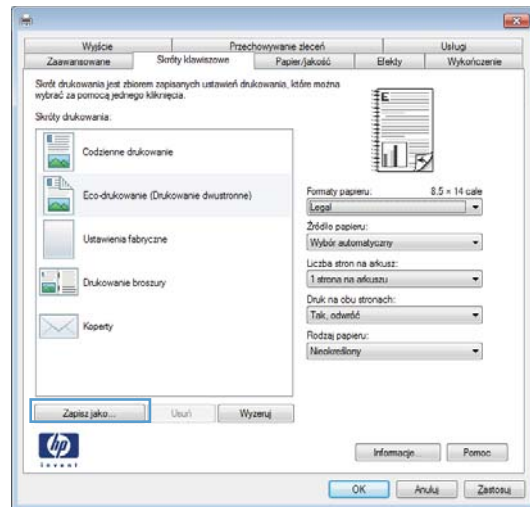 Wyjście Przechowywanie zleceń Usługi
Zaawansowane Skróty klawiszowe Papier/jakość Efekty Wykończenie
Skrót drukowania jest zbiorem zapisanych ustawień drukowania, które można
wybrać za pomocą jednego kliknięcia.
Skróty drukowania:
Codzienne drukowanie
Eco-drukowanie (Drukowanie dwustronne)
Ustawienia fabryczne
Drukowanie broszury
Koperty
E
Formaty papieru: 8.5 × 14 cale
Legal
Źródło papieru:
Wybór automatyczny
Liczba stron na arkusz:
1 strona na arkuszu
Druk na obu stronach:
Tak, odwróć
Rodzaj papieru:
Nieokreślony
Zapisz jako... Usuń Wyzeruj
hp
invent
Informacje... Pomoc
OK Anuluj Zastosuj